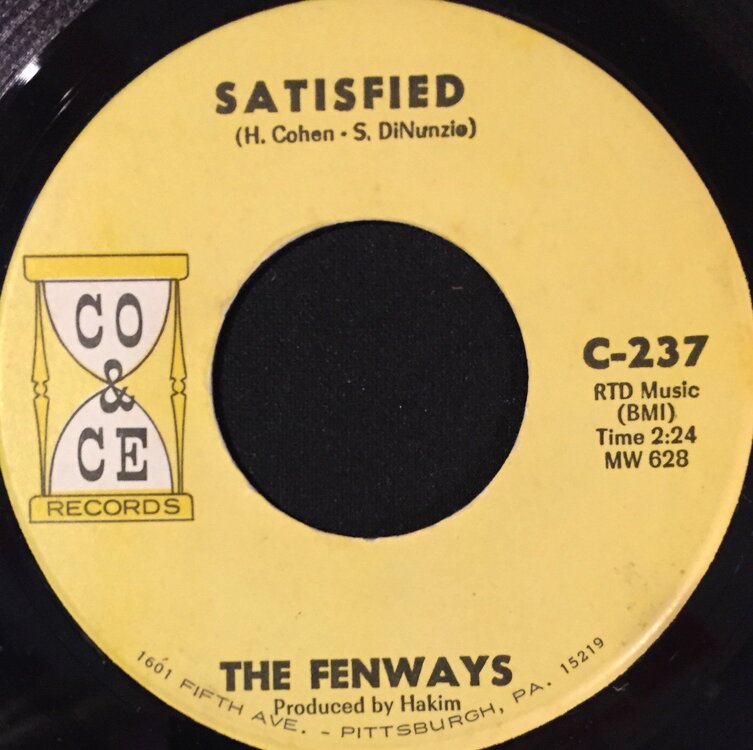 SATISFIED
(H. Cohen · S. DiNunzio)
CO
&
CE
RECORDS
C-237
RTD Music
(BMI)
Time 2:24
MW 628
THE FENWAYS
Produced by Hakim
1601 FIFTH AVE. - PITTSBURGH, PA. 15219